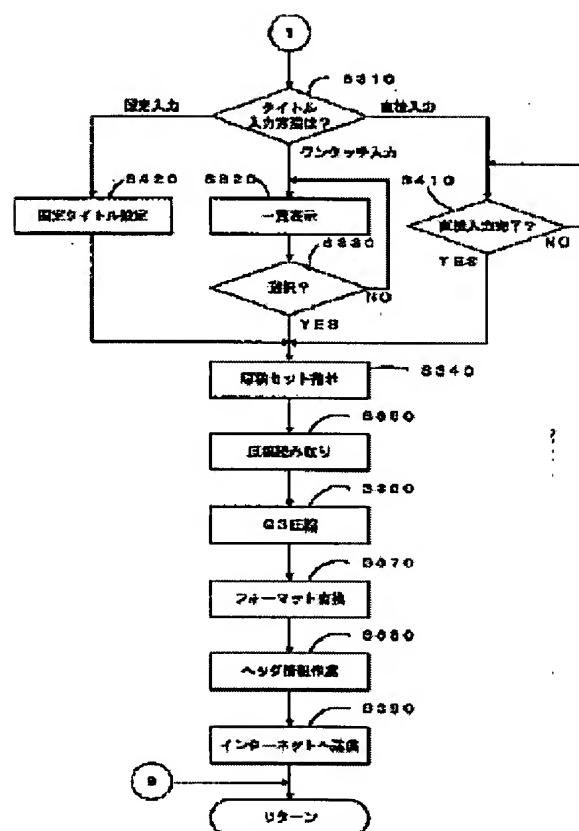 1
S310
タイトル
入力方法は?
固定入力
直接入力
ワンタッチ入力
S420
S320
S410
固定タイトル設定
一覧表示
直接入力完了?
NO
YES
S330
選択?
NO
YES
原稿セット指示
S340
S350
原稿読み取り
S360
G3圧縮
S370
フォーマット変換
S380
ヘッダ情報作成
S390
インターネットへ送信
9
リターン